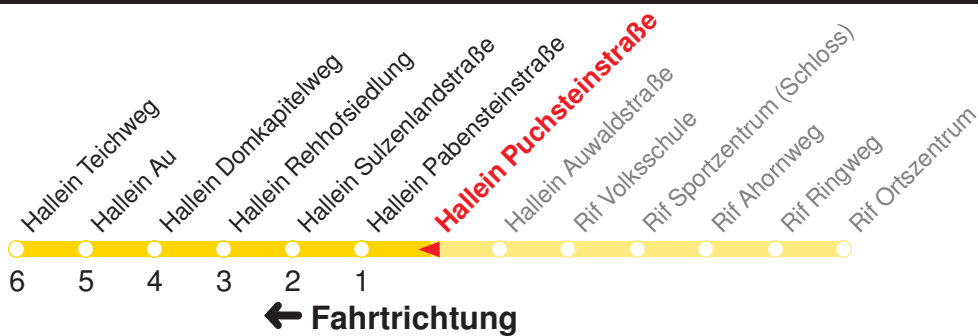 Hallein Teichweg
Hallein Au
Hallein Domkapitelweg
Hallein Rehhofsiedlung
Hallein Sulzenlandstraße
Hallein Pabensteinstraße
Hallein Puchsteinstraße
Hallein Auwaldstraße
Rif Volksschule
Rif Sportzentrum (Schloss)
Rif Ahornweg
Rif Ringweg
Rif Ortszentrum
6 5 4 3 2 1
Fahrtrichtung